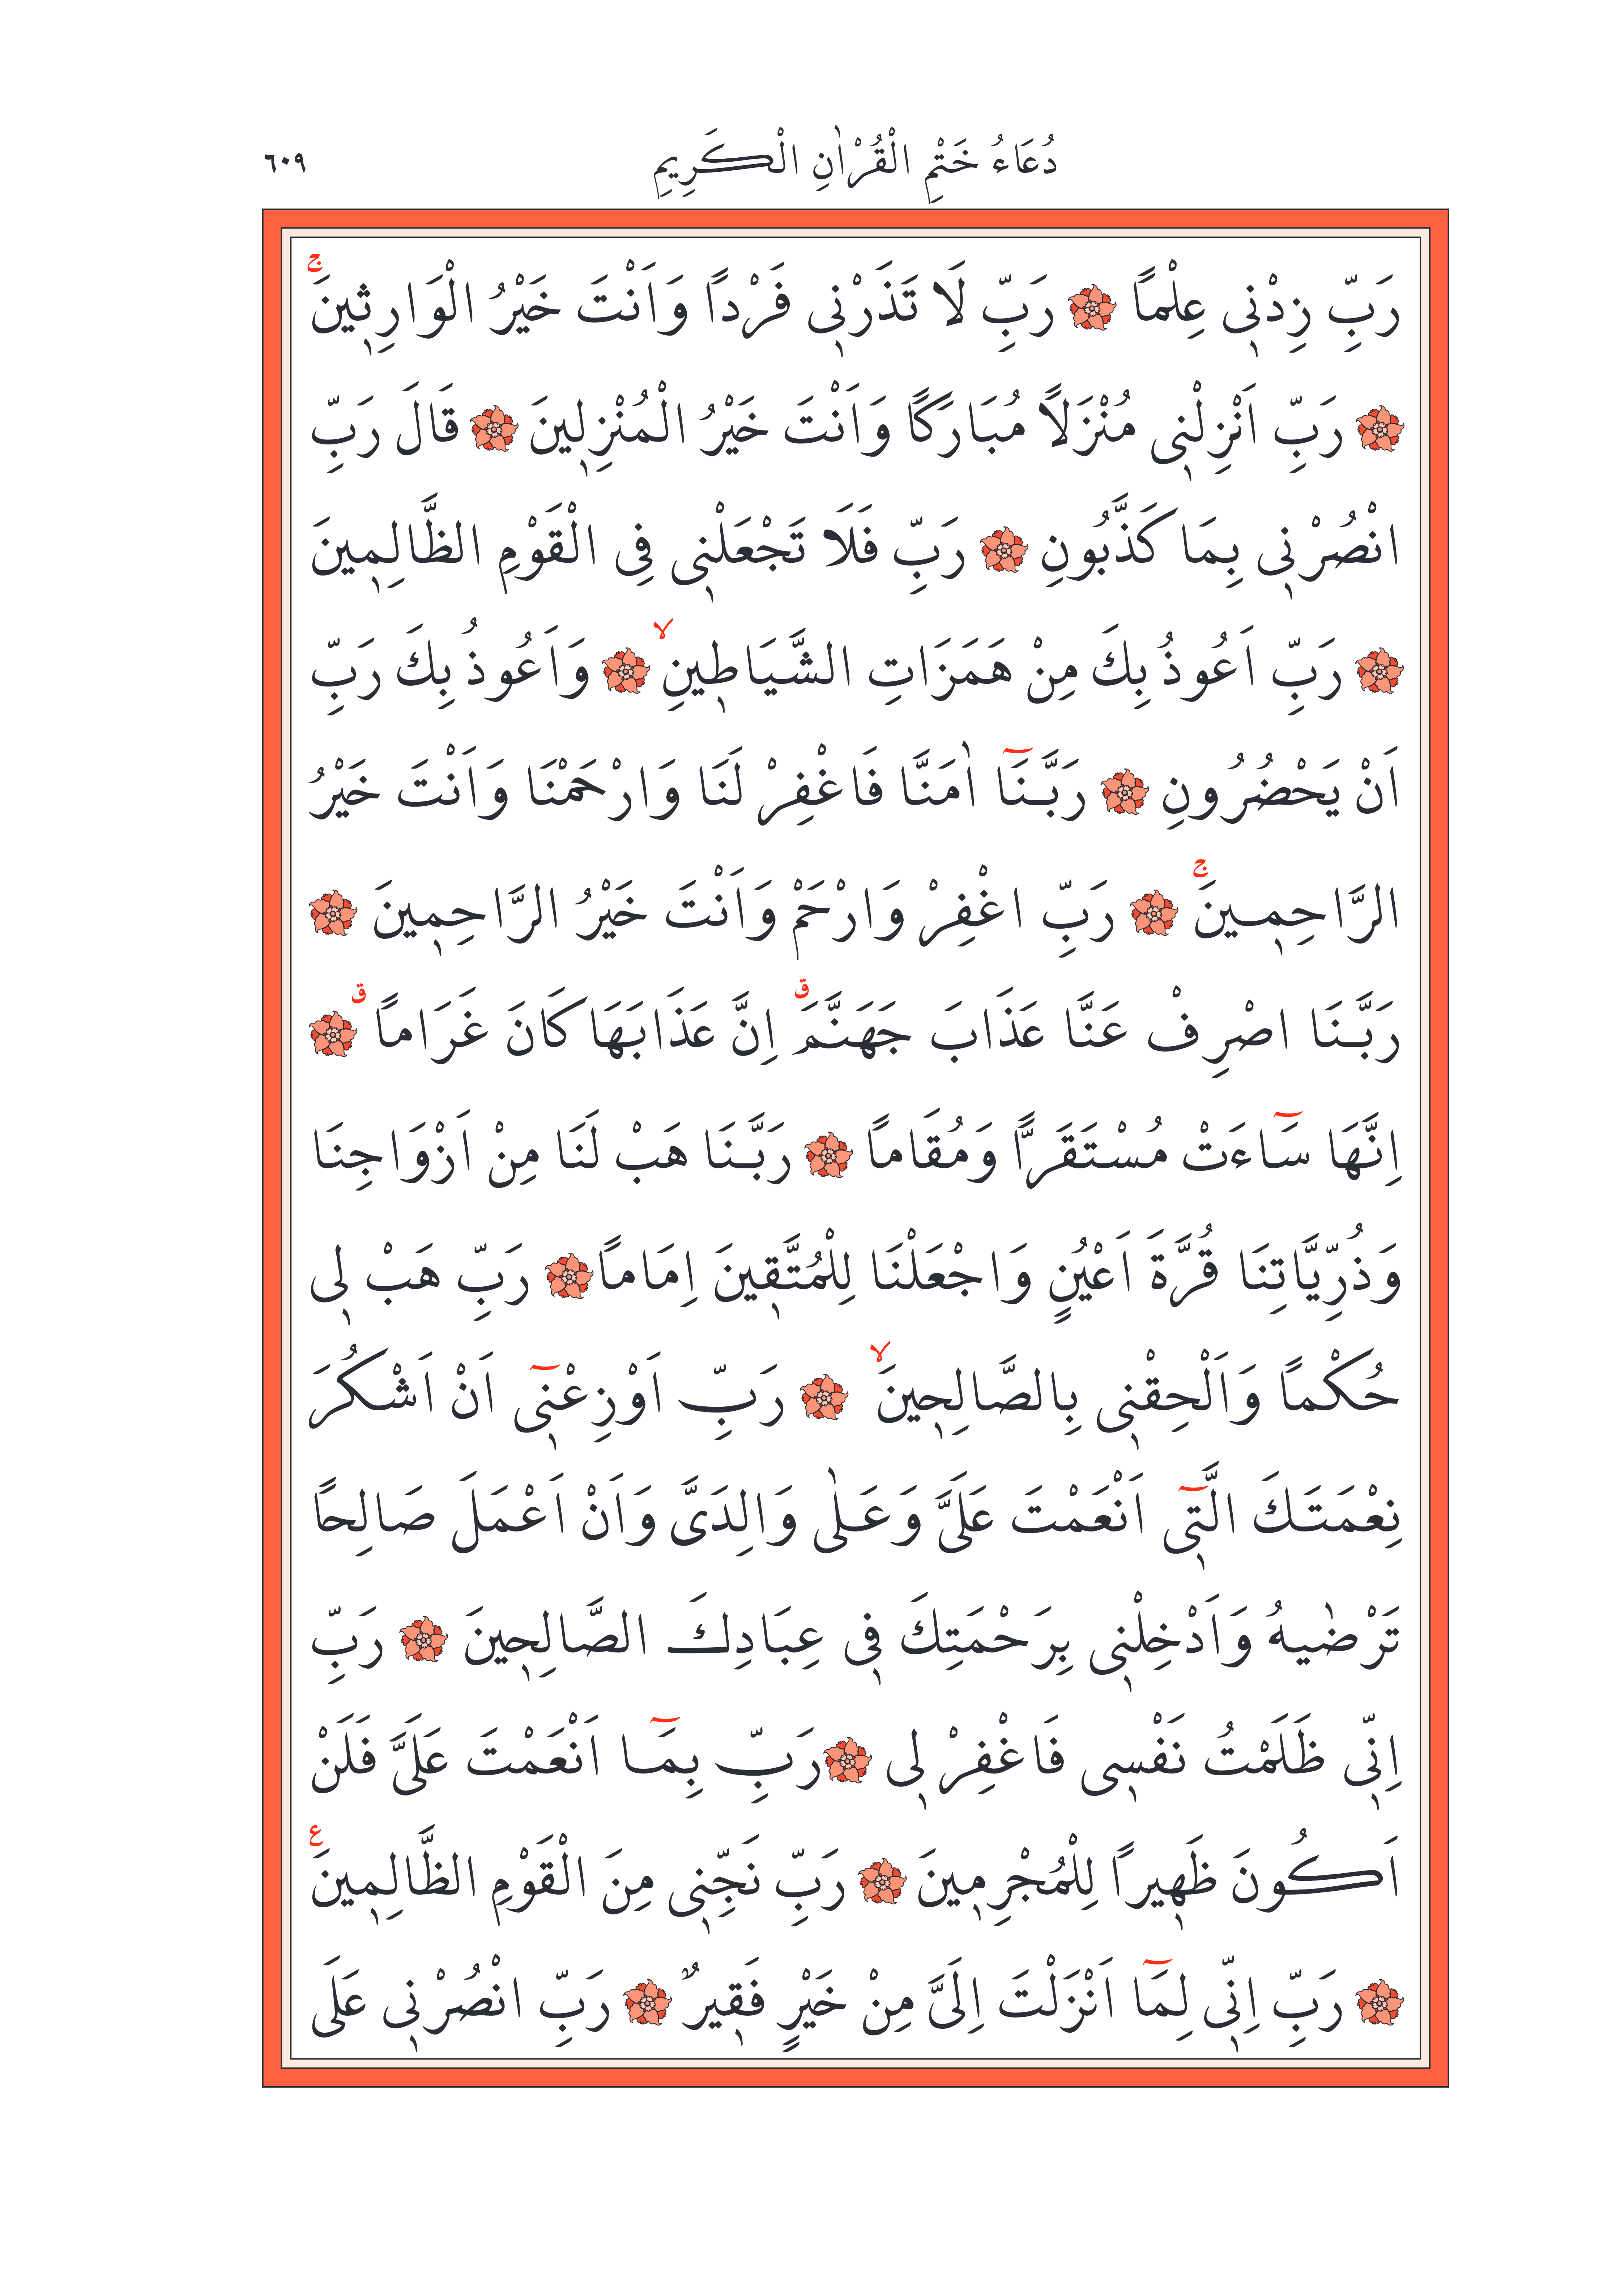 دُعَاءُ خَتْمِ الْقُرْاٰنِ الْكَرِيمِ ٦٠٩
رَبِّ زِدْنٖى عِلْمًا رَبِّ لَا تَذَرْنٖى فَرْدًا وَاَنْتَ خَيْرُ الْوَارِثٖينَۚ
رَبِّ اَنْزِلْنٖى مُنْزَلًا مُبَارَكًا وَاَنْتَ خَيْرُ الْمُنْزِلٖينَ قَالَ رَبِّ
انْصُرْنٖى بِمَا كَذَّبُونِ رَبِّ فَلَا تَجْعَلْنٖى فِى الْقَوْمِ الظَّالِمٖينَ
رَبِّ اَعُوذُ بِكَ مِنْ هَمَزَاتِ الشَّيَاطٖينِۙ وَاَعُوذُ بِكَ رَبِّ
اَنْ يَحْضُرُونِ رَبَّنَٓا اٰمَنَّا فَاغْفِرْ لَنَا وَارْحَمْنَا وَاَنْتَ خَيْرُ
الرَّاحِمٖينَۚ رَبِّ اغْفِرْ وَارْحَمْ وَاَنْتَ خَيْرُ الرَّاحِمٖينَ
رَبَّنَا اصْرِفْ عَنَّا عَذَابَ جَهَنَّمَࣗ اِنَّ عَذَابَهَا كَانَ غَرَامًاࣗ
اِنَّهَا سَٓاءَتْ مُسْتَقَرًّا وَمُقَامًا رَبَّنَا هَبْ لَنَا مِنْ اَزْوَاجِنَا
وَذُرِّيَّاتِنَا قُرَّةَ اَعْيُنٍ وَاجْعَلْنَا لِلْمُتَّقٖينَ اِمَامًا رَبِّ هَبْ لٖى
حُكْمًا وَاَلْحِقْنٖى بِالصَّالِحٖينَۙ رَبِّ اَوْزِعْنٖٓى اَنْ اَشْكُرَ
نِعْمَتَكَ الَّتٖٓى اَنْعَمْتَ عَلَىَّ وَعَلٰى وَالِدَىَّ وَاَنْ اَعْمَلَ صَالِحًا
تَرْضٰيهُ وَاَدْخِلْنٖى بِرَحْمَتِكَ فٖى عِبَادِكَ الصَّالِحٖينَ رَبِّ
اِنّٖى ظَلَمْتُ نَفْسٖى فَاغْفِرْ لٖى رَبِّ بِمَٓا اَنْعَمْتَ عَلَىَّ فَلَنْ
اَكُونَ ظَهٖيرًا لِلْمُجْرِمٖينَ رَبِّ نَجِّنٖى مِنَ الْقَوْمِ الظَّالِمٖينَࣖ
رَبِّ اِنّٖى لِمَٓا اَنْزَلْتَ اِلَىَّ مِنْ خَيْرٍ فَقٖيرٌ رَبِّ انْصُرْنٖى عَلَى